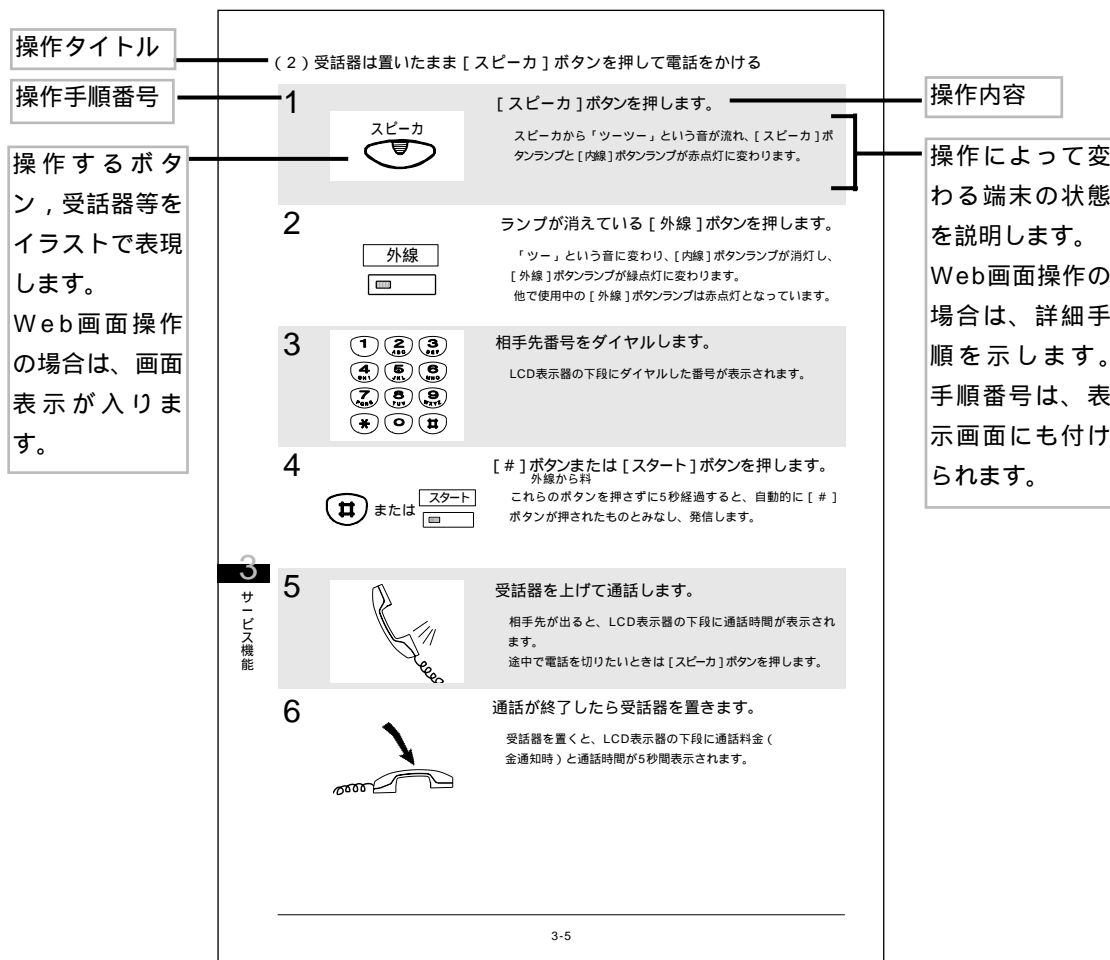 操作タイトル
操作手順番号
操作するボタ
ン,受話器等を
イラストで表現
します。
Web画面操作
の場合は、画面
表示が入りま
す。
(2)受話器は置いたまま[スピーカ]ボタンを押して電話をかける
1
スピーカ
[スピーカ]ボタンを押します。
スピーカから「ツーツー」という音が流れ、[スピーカ]ボ
タンランプと[内線]ボタンランプが赤点灯に変わります。
2
外線
ランプが消えている[外線]ボタンを押します。
「ツー」という音に変わり、[内線]ボタンランプが消灯し、
[外線]ボタンランプが緑点灯に変わります。
他で使用中の[外線]ボタンランプは赤点灯となっています。
3
1 2 ABC 3 DEF
4 GHI 5 JKL 6 MNO
7 PQRS 8 TUV 9 WXYZ
* 0 #
相手先番号をダイヤルします。
LCD表示器の下段にダイヤルした番号が表示されます。
4
# または スタート
[#]ボタンまたは[スタート]ボタンを押します。
外線から料
これらのボタンを押さずに5秒経過すると、自動的に[#]
ボタンが押されたものとみなし、発信します。
5
受話器を上げて通話します。
相手先が出ると、LCD表示器の下段に通話時間が表示され
ます。
途中で電話を切りたいときは[スピーカ]ボタンを押します。
6
通話が終了したら受話器を置きます。
受話器を置くと、LCD表示器の下段に通話料金(
金通知時)と通話時間が5秒間表示されます。
3
サービス機能
3-5
操作内容
操作によって変
わる端末の状態
を説明します。
Web画面操作の
場合は、詳細手
順を示します。
手順番号は、表
示画面にも付け
られます。